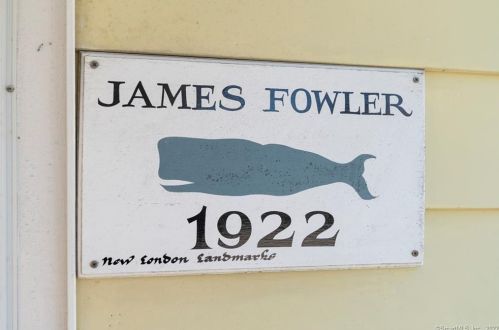 JAMES FOWLER
1922
New London Landmarks